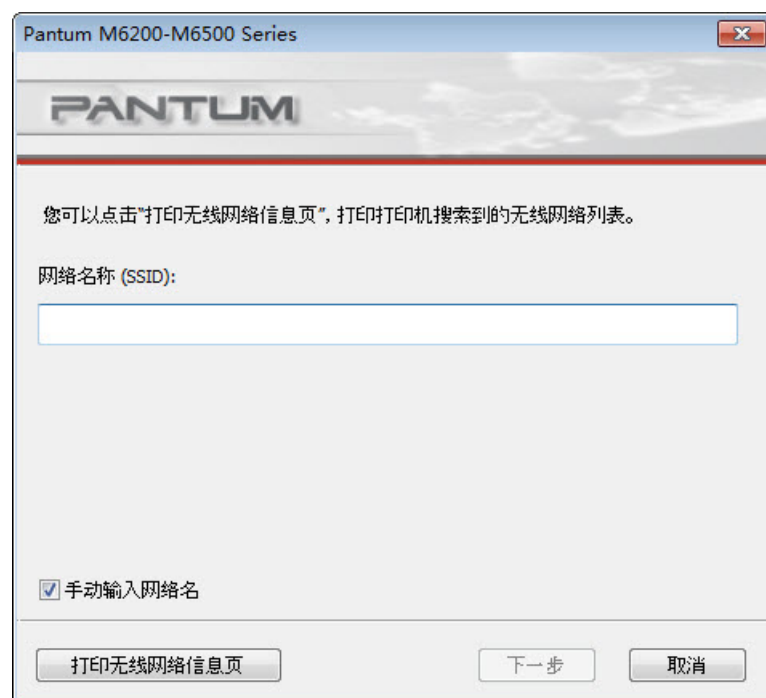 Pantum M6200-M6500 Series
PANTUM
您可以点击"打印无线网络信息页", 打印打印机搜索到的无线网络列表。
网络名称 (SSID):
手动输入网络名
打印无线网络信息页
下一步
取消